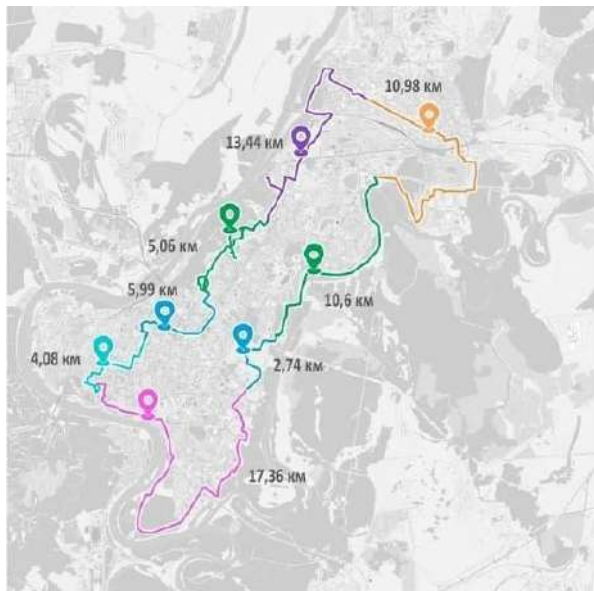 10,98 км
13,44 км
5,06 км
5,99 км
10,6 км
4,08 км
2,74 км
17,36 км